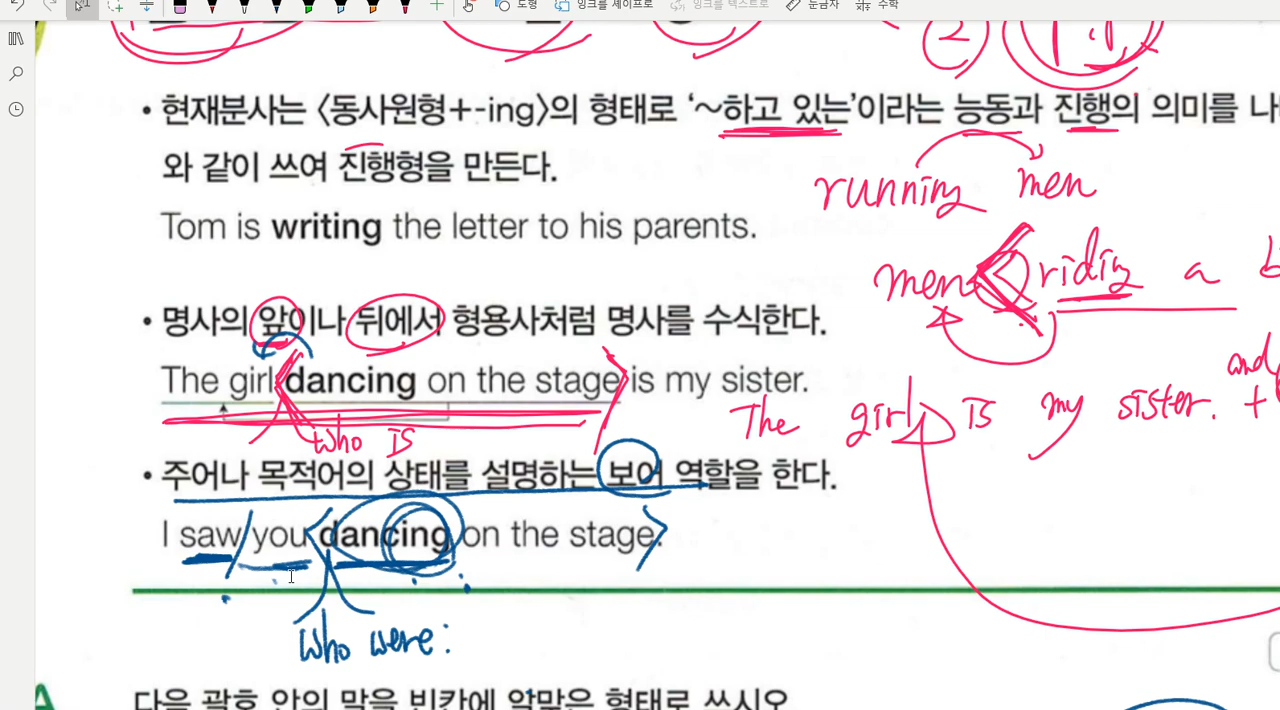 도형 잉크를 셰이프로 잉크를 텍스트로 눈금자 수학
2
• 현재분사는 〈동사원형+-ing〉의 형태로 '~하고 있는'이라는 능동과 진행의 의미를
와 같이 쓰여 진행형을 만든다.
running men
Tom is writing the letter to his parents.
men riding a
• 명사의 앞이나 뒤에서 형용사처럼 명사를 수식한다.
The girl dancing on the stage is my sister.
and
The girl is my sister. +
who is
• 주어나 목적어의 상태를 설명하는 보어 역할을 한다.
I saw you dancing on the stage.
who were
A 다음 괄호 안의 말을 빈칸에 알맞은 형태로 쓰시오